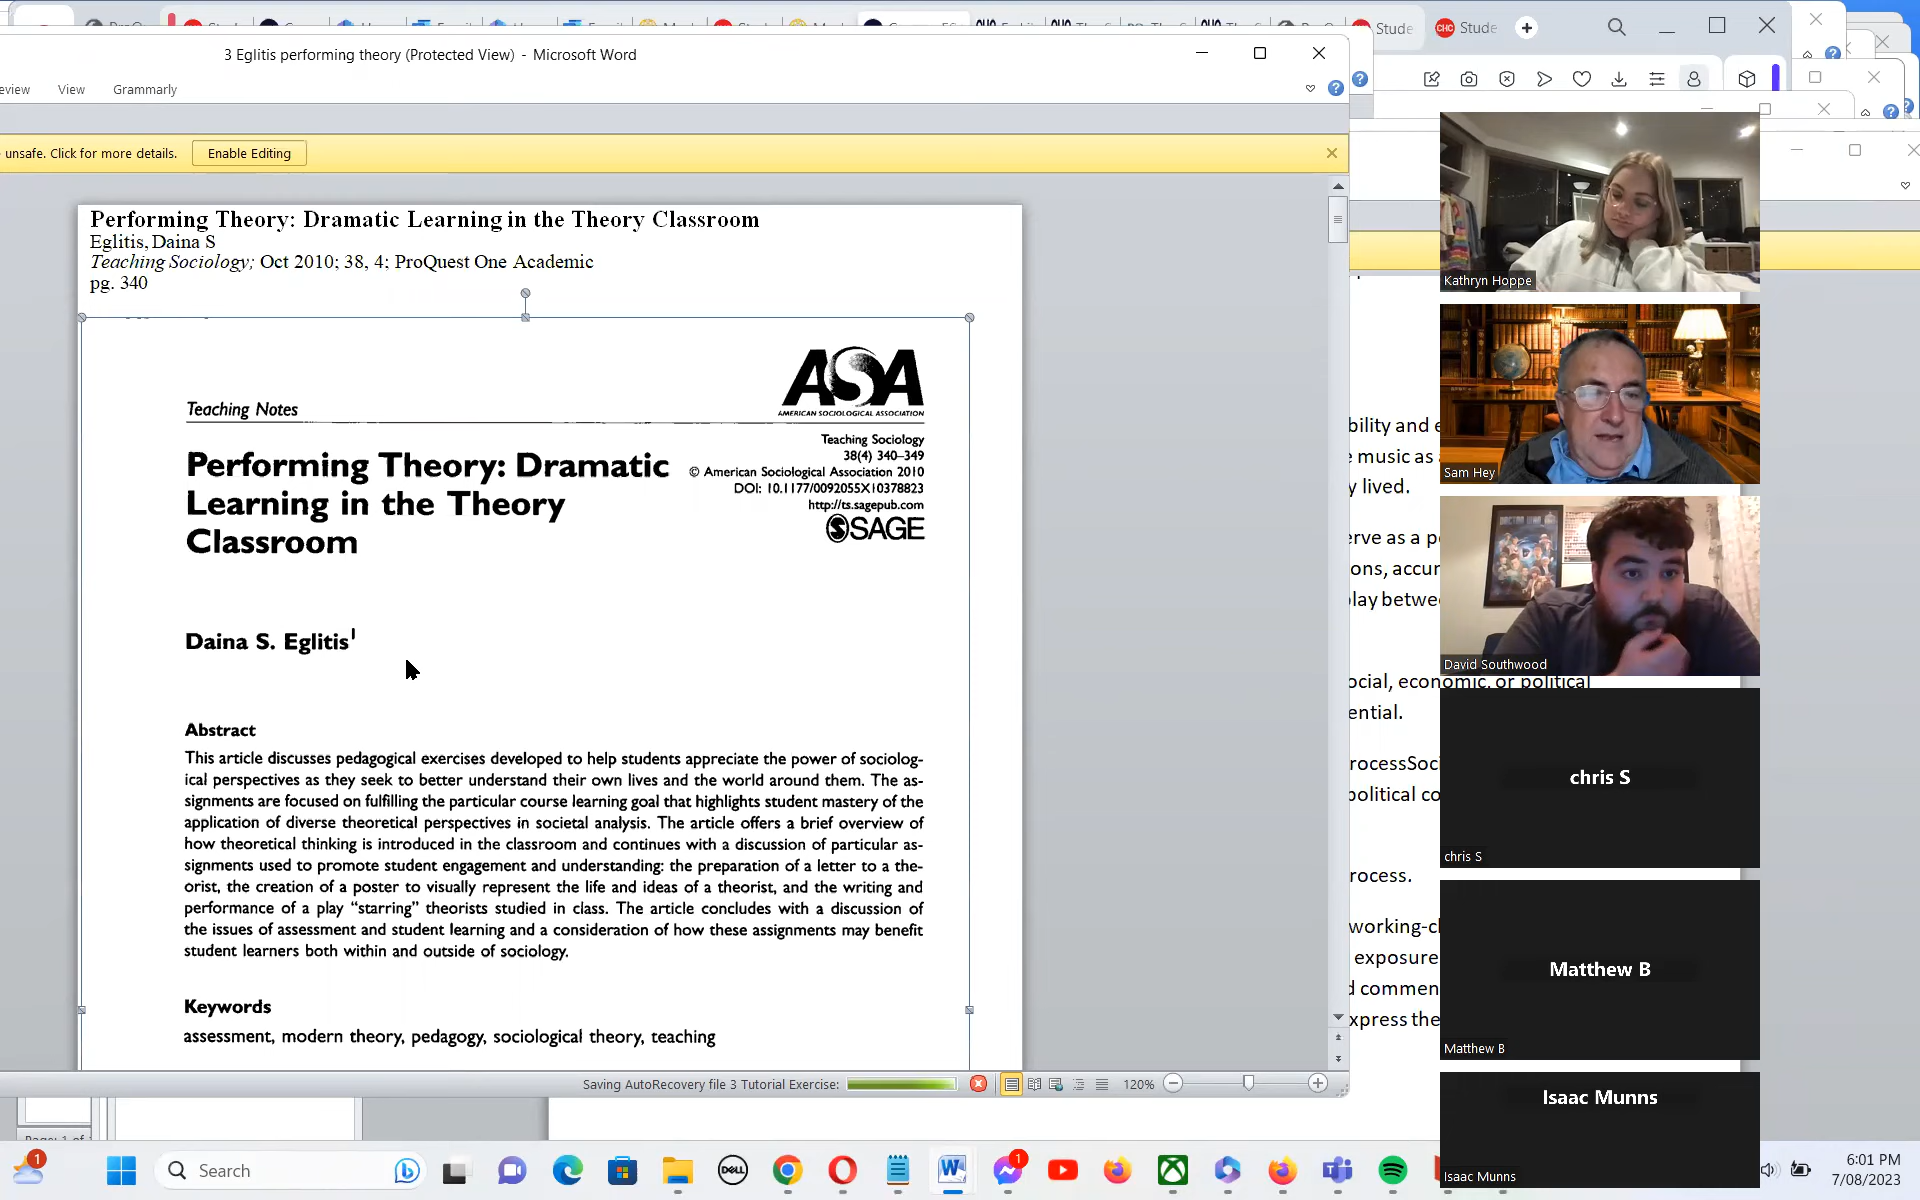 Stude
CHC Stude
3 Eglitis performing theory (Protected View) - Microsoft Word
eview View Grammarly
unsafe. Click for more details. Enable Editing
Performing Theory: Dramatic Learning in the Theory Classroom
Eglitis, Daina S
Teaching Sociology; Oct 2010; 38, 4; ProQuest One Academic
pg. 340
ASA
AMERICAN SOCIOLOGICAL ASSOCIATION
Teaching Notes
Teaching Sociology
38(4) 340–349
© American Sociological Association 2010
DOI: 10.1177/0092055X10378823
http://ts.sagepub.com
SAGE
Performing Theory: Dramatic
Learning in the Theory
Classroom
Daina S. Eglitis1
Abstract
This article discusses pedagogical exercises developed to help students appreciate the power of sociolog-
ical perspectives as they seek to better understand their own lives and the world around them. The as-
signments are focused on fulfilling the particular course learning goal that highlights student mastery of the
application of diverse theoretical perspectives in societal analysis. The article offers a brief overview of
how theoretical thinking is introduced in the classroom and continues with a discussion of particular as-
signments used to promote student engagement and understanding: the preparation of a letter to a the-
orist, the creation of a poster to visually represent the life and ideas of a theorist, and the writing and
performance of a play “starring” theorists studied in class. The article concludes with a discussion of
the issues of assessment and student learning and a consideration of how these assignments may benefit
student learners both within and outside of sociology.
Keywords
assessment, modern theory, pedagogy, sociological theory, teaching
Saving AutoRecovery file 3 Tutorial Exercise: 120%
bility and e
e music as
y lived.
erve as a p
ions, accur
lay betwe
ocial, economic, or political
ential.
rocessSoci
political co
rocess.
working-cl
exposure
d commen
xpress the
Kathryn Hoppe
Sam Hey
David Southwood
chris S
chris S
Matthew B
Matthew B
Isaac Munns
Isaac Munns
1
Search
DELL
1
6:01 PM
7/08/2023